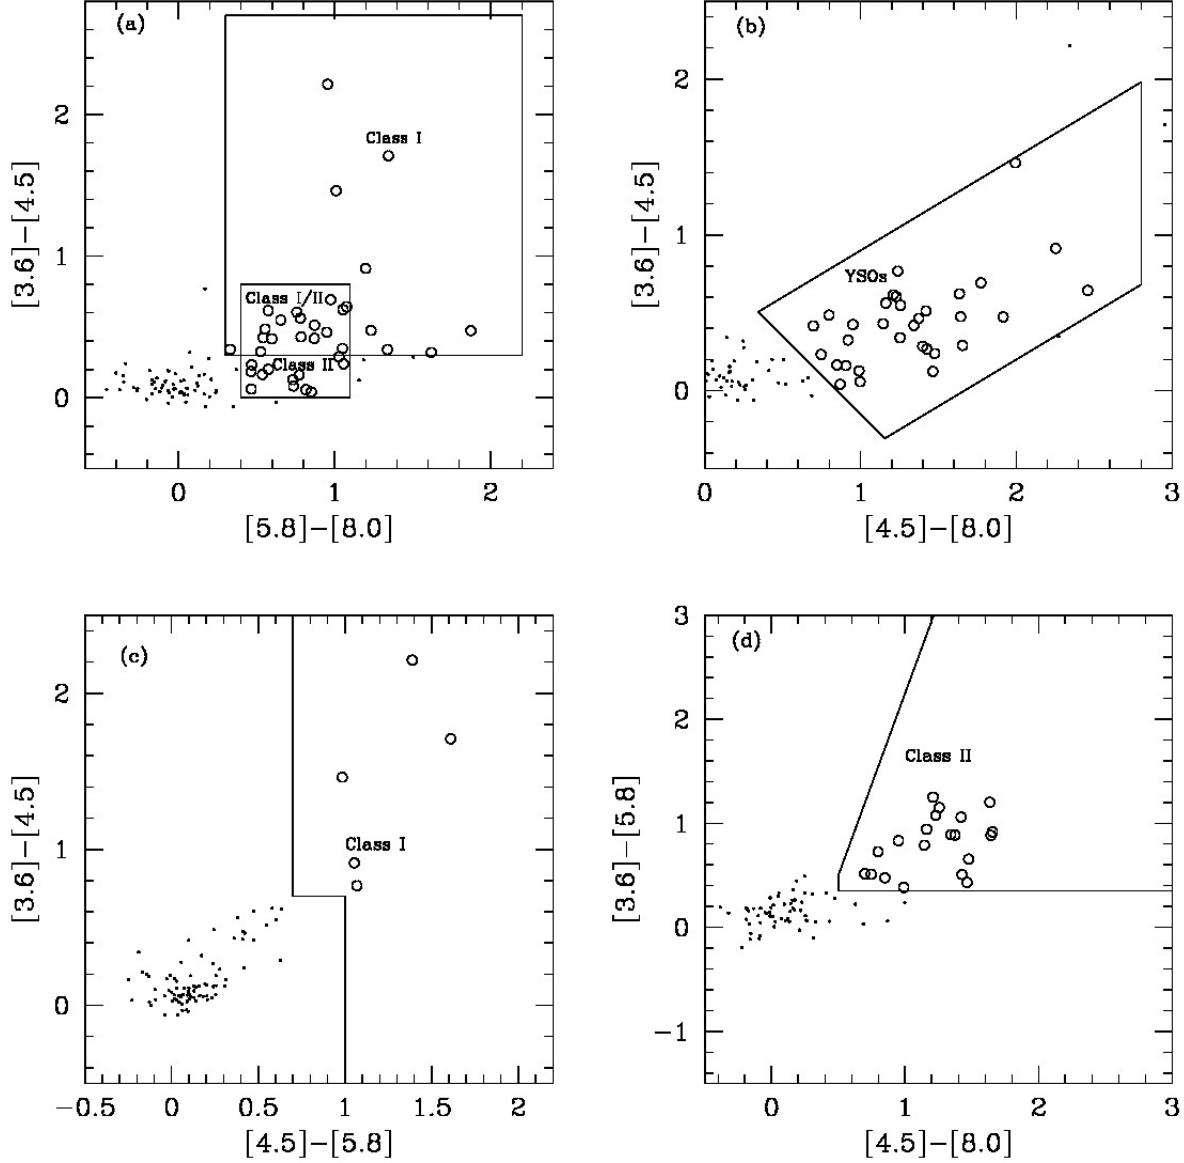 (a)
2
1
0
[3.6]−[4.5]
Class I
Class I/II
Class II
0 1 2
[5.8]−[8.0]
(b)
2
1
0
[3.6]−[4.5]
YSOs
0 1 2 3
[4.5]−[8.0]
(c)
2
1
0
[3.6]−[4.5]
Class I
−0.5 0 0.5 1 1.5 2
[4.5]−[5.8]
(d)
3
2
1
0
−1
[3.6]−[5.8]
Class II
0 1 2 3
[4.5]−[8.0]